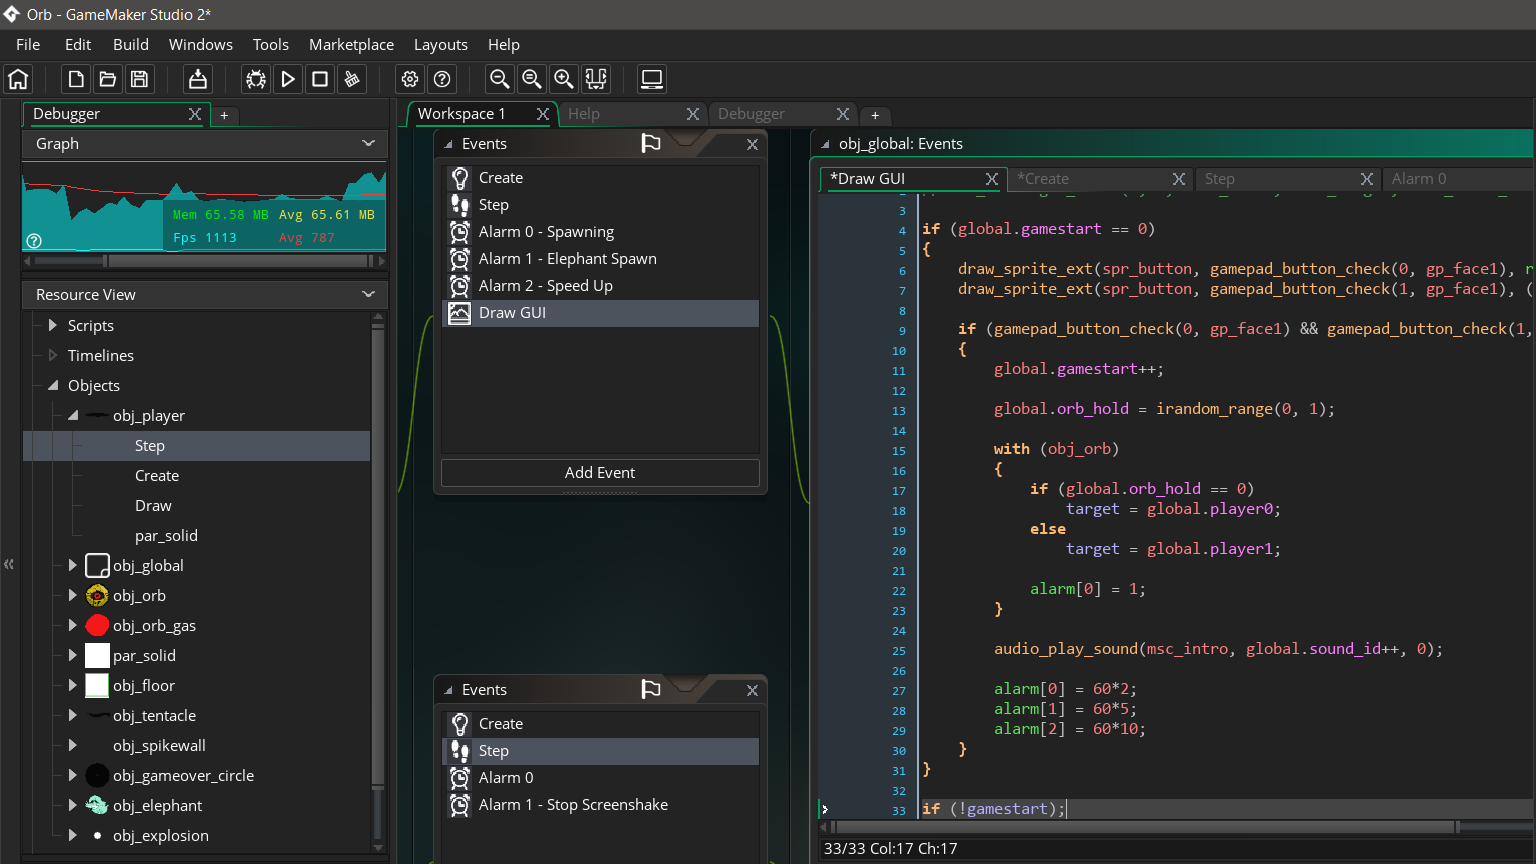 Orb - GameMaker Studio 2*
File Edit Build Windows Tools Marketplace Layouts Help
Debugger
+
Workspace 1
Help
Debugger
+
Graph
Mem 65.58 MB Avg 65.61 MB
Fps 1113 Avg 787
Resource View
Scripts
Timelines
Objects
obj_player
Step
Create
Draw
par_solid
obj_global
obj_orb
obj_orb_gas
par_solid
obj_floor
obj_tentacle
obj_spikewall
obj_gameover_circle
obj_elephant
obj_explosion
Events
Create
Step
Alarm 0 - Spawning
Alarm 1 - Elephant Spawn
Alarm 2 - Speed Up
Draw GUI
Add Event
Events
Create
Step
Alarm 0
Alarm 1 - Stop Screenshake
obj_global: Events
*Draw GUI
*Create
Step
Alarm 0
3
4 if (global.gamestart == 0)
5 {
6 draw_sprite_ext(spr_button, gamepad_button_check(0, gp_face1), r
7 draw_sprite_ext(spr_button, gamepad_button_check(1, gp_face1), (
8
9 if (gamepad_button_check(0, gp_face1) && gamepad_button_check(1,
10 {
11 global.gamestart++;
12
13 global.orb_hold = irandom_range(0, 1);
14
15 with (obj_orb)
16 {
17 if (global.orb_hold == 0)
18 target = global.player0;
19 else
20 target = global.player1;
21
22 alarm[0] = 1;
23 }
24
25 audio_play_sound(msc_intro, global.sound_id++, 0);
26
27 alarm[0] = 60*2;
28 alarm[1] = 60*5;
29 alarm[2] = 60*10;
30 }
31 }
32
33 if (!gamestart);
33/33 Col:17 Ch:17